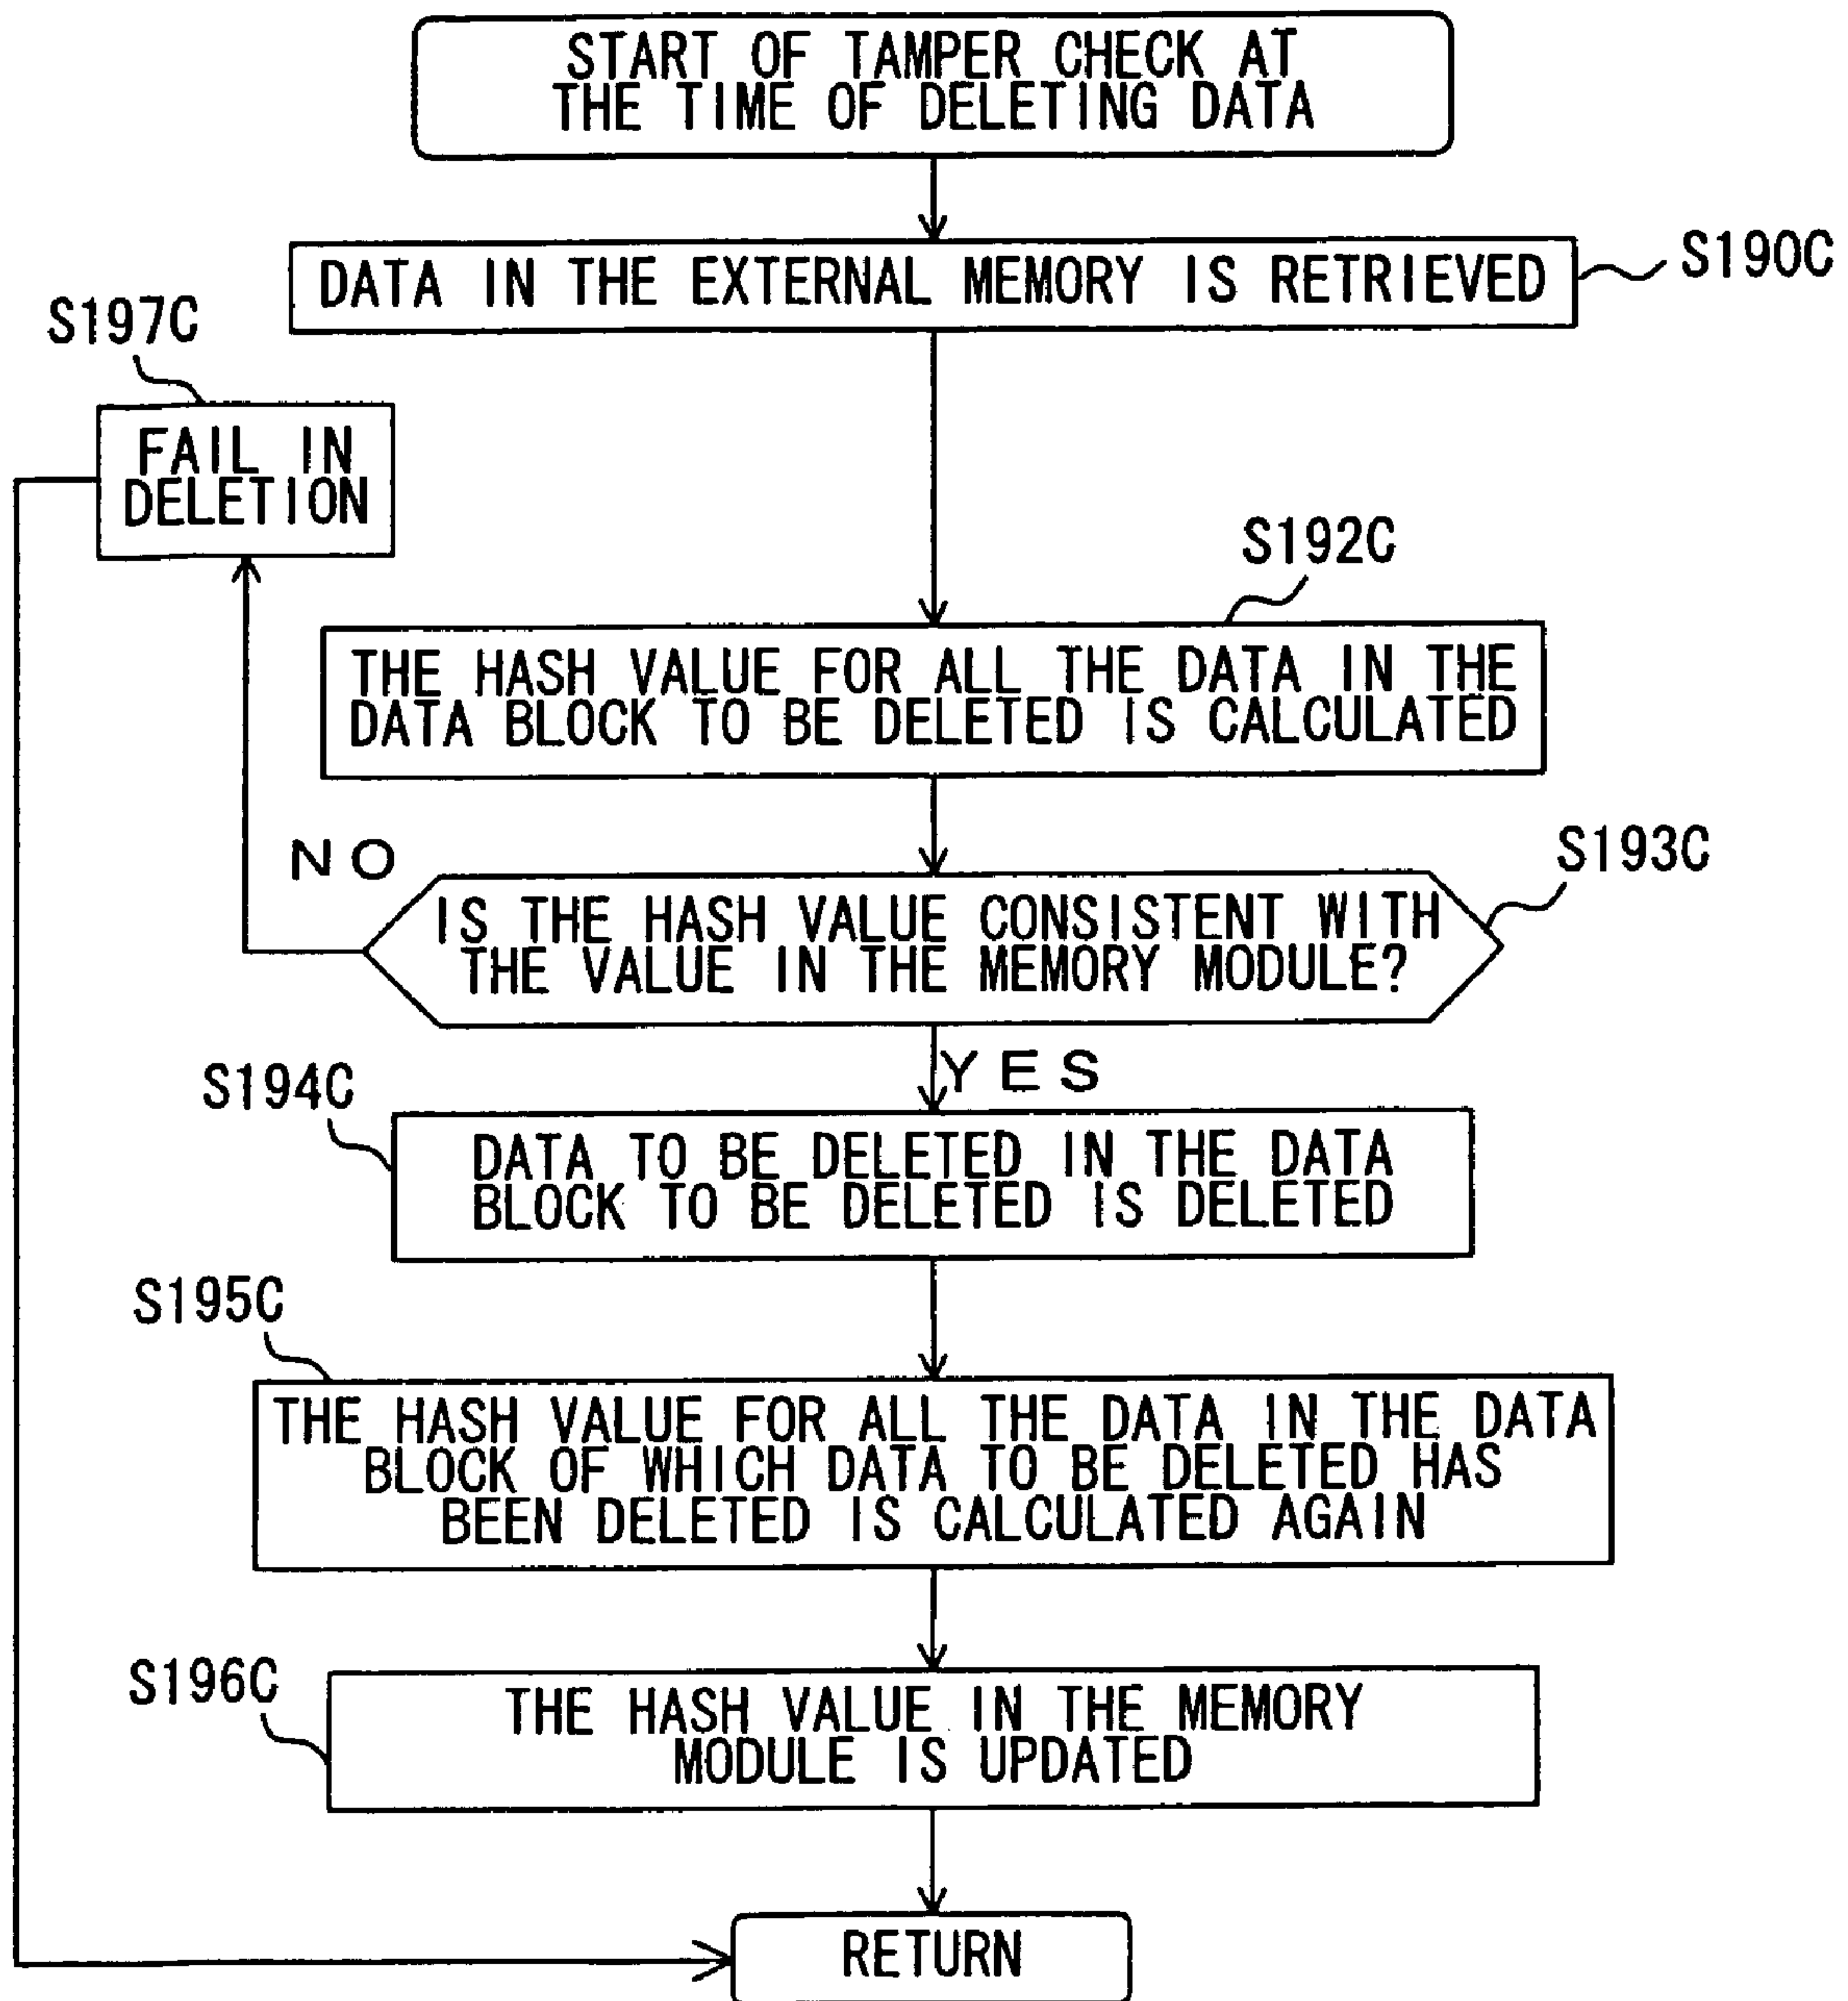 START OF TAMPER CHECK AT
THE TIME OF DELETING DATA
S190C
DATA IN THE EXTERNAL MEMORY IS RETRIEVED
S197C
FAIL IN
DELETION
S192C
THE HASH VALUE FOR ALL THE DATA IN THE
DATA BLOCK TO BE DELETED IS CALCULATED
NO
S193C
IS THE HASH VALUE CONSISTENT WITH
THE VALUE IN THE MEMORY MODULE?
YES
S194C
DATA TO BE DELETED IN THE DATA
BLOCK TO BE DELETED IS DELETED
S195C
THE HASH VALUE FOR ALL THE DATA IN THE DATA
BLOCK OF WHICH DATA TO BE DELETED HAS
BEEN DELETED IS CALCULATED AGAIN
S196C
THE HASH VALUE IN THE MEMORY
MODULE IS UPDATED
RETURN